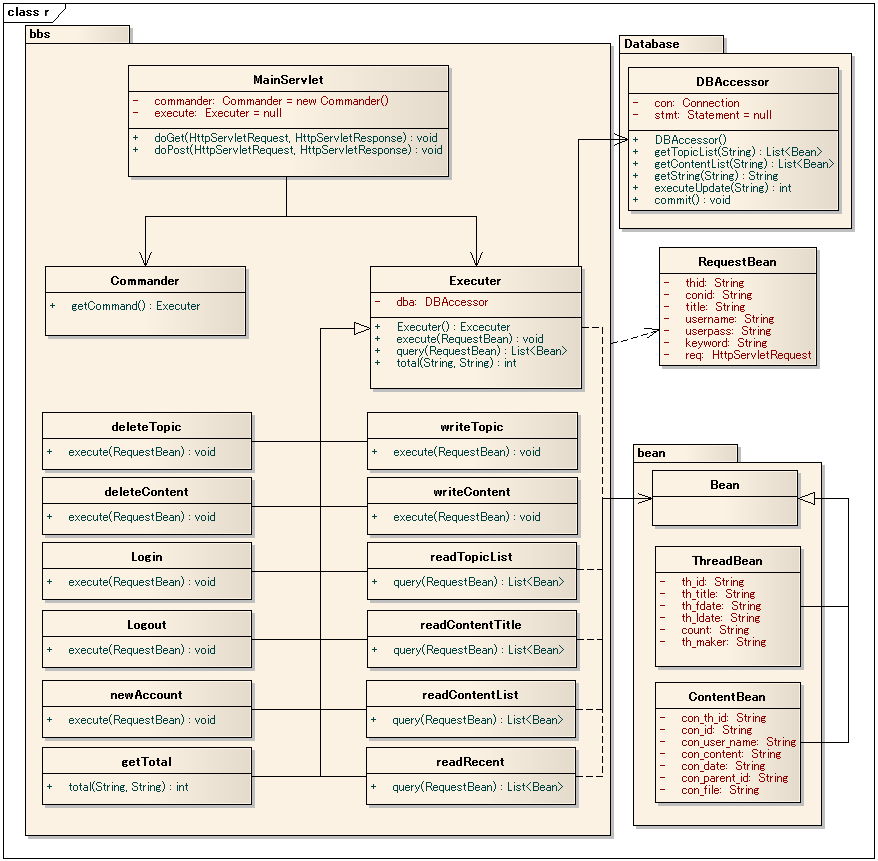 class r
bbs
MainServlet
- commander: Commander = new Commander()
- execute: Executer = null
+ doGet(HttpServletRequest, HttpServletResponse) : void
+ doPost(HttpServletRequest, HttpServletResponse) : void
Commander
+ getCommand() : Executer
Executer
- dba: DBAccessor
+ Executer() : Excecuter
+ execute(RequestBean) : void
+ query(RequestBean) : List<Bean>
+ total(String, String) : int
deleteTopic
+ execute(RequestBean) : void
writeTopic
+ execute(RequestBean) : void
deleteContent
+ execute(RequestBean) : void
writeContent
+ execute(RequestBean) : void
Login
+ execute(RequestBean) : void
readTopicList
+ query(RequestBean) : List<Bean>
Logout
+ execute(RequestBean) : void
readContentTitle
+ query(RequestBean) : List<Bean>
newAccount
+ execute(RequestBean) : void
readContentList
+ query(RequestBean) : List<Bean>
getTotal
+ total(String, String) : int
readRecent
+ query(RequestBean) : List<Bean>
Database
DBAccessor
- con: Connection
- stmt: Statement = null
+ DBAccessor()
+ getTopicList(String) : List<Bean>
+ getContentList(String) : List<Bean>
+ getString(String) : String
+ executeUpdate(String) : int
+ commit() : void
RequestBean
- thid: String
- conid: String
- title: String
- username: String
- userpass: String
- keyword: String
- req: HttpServletRequest
bean
Bean
ThreadBean
- th_id: String
- th_title: String
- th_fdate: String
- th_ldate: String
- count: String
- th_maker: String
ContentBean
- con_th_id: String
- con_id: String
- con_user_name: String
- con_content: String
- con_date: String
- con_parent_id: String
- con_file: String